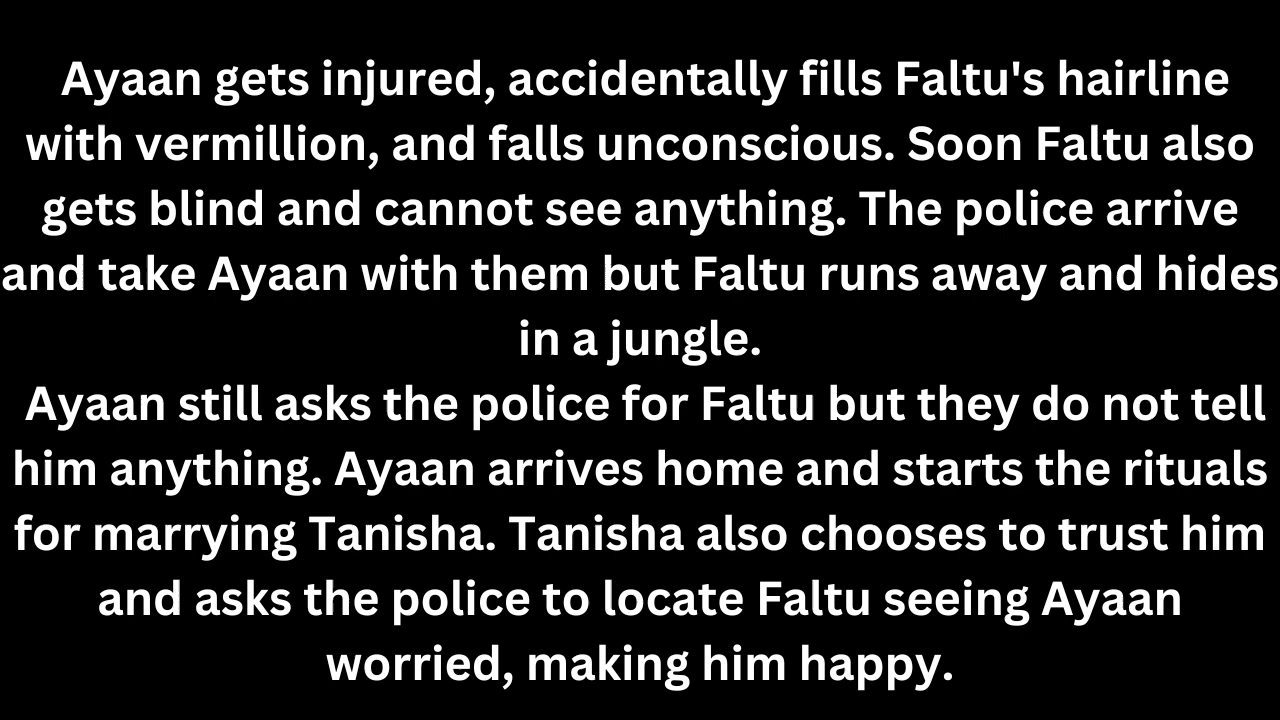 Ayaan gets injured, accidentally fills Faltu's hairline
with vermillion, and falls unconscious. Soon Faltu also
gets blind and cannot see anything. The police arrive
and take Ayaan with them but Faltu runs away and hides
in a jungle.
Ayaan still asks the police for Faltu but they do not tell
him anything. Ayaan arrives home and starts the rituals
for marrying Tanisha. Tanisha also chooses to trust him
and asks the police to locate Faltu seeing Ayaan
worried, making him happy.